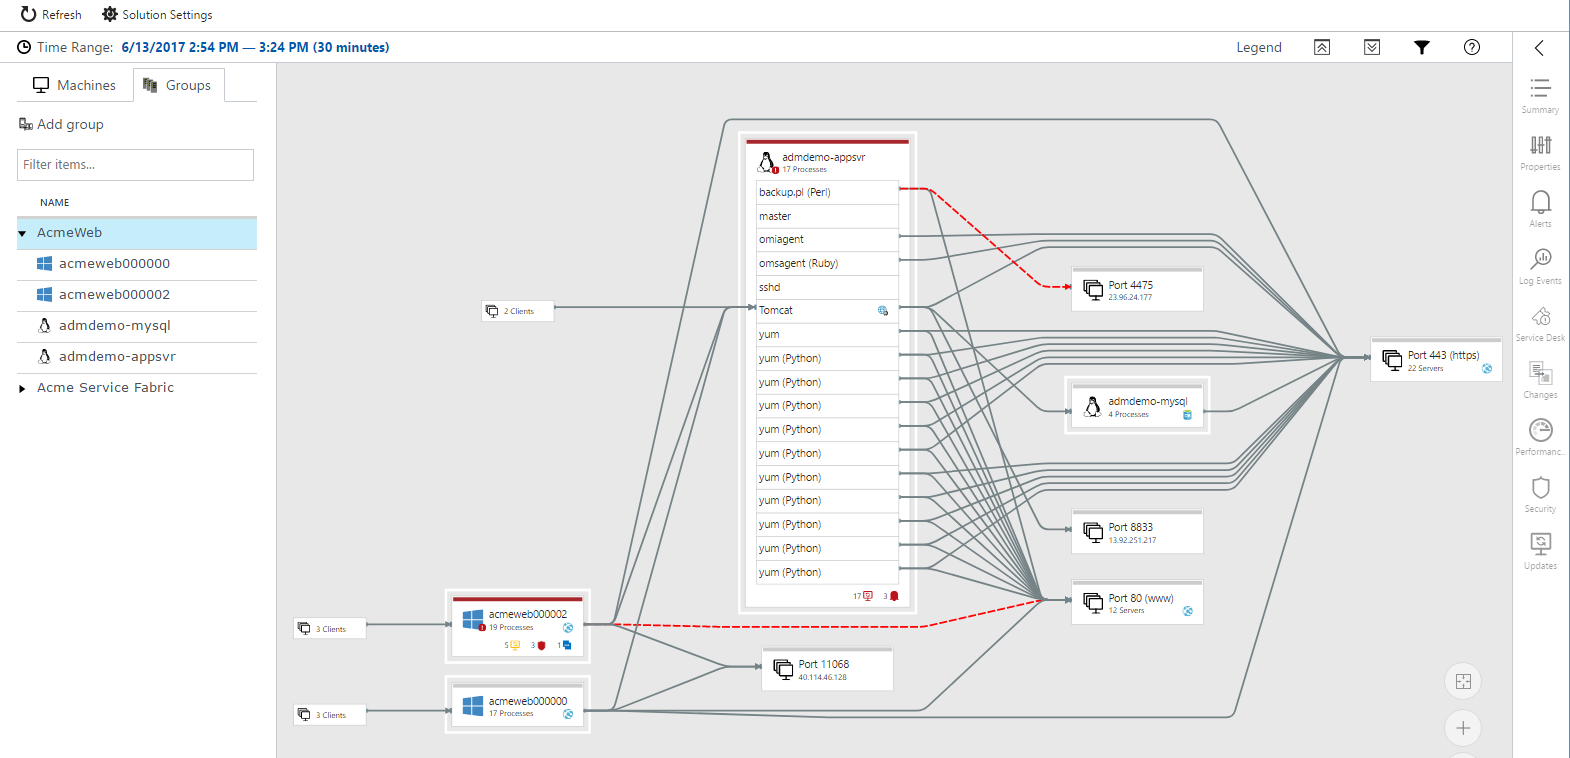 Refresh
Solution Settings
Time Range: 6/13/2017 2:54 PM — 3:24 PM (30 minutes)
Legend
Machines
Groups
Add group
Filter items...
NAME
AcmeWeb
acmeweb000000
acmeweb000002
admdemo-mysql
admdemo-appsvr
Acme Service Fabric
2 Clients
3 Clients
3 Clients
acmeweb000002
19 Processes
5
3
1
acmeweb000000
17 Processes
admdemo-appsvr
17 Processes
backup.pl (Perl)
master
omiagent
omsagent (Ruby)
sshd
Tomcat
yum
yum (Python)
yum (Python)
yum (Python)
yum (Python)
yum (Python)
yum (Python)
yum (Python)
yum (Python)
yum (Python)
yum (Python)
17
3
Port 11068
40.114.46.128
Port 4475
23.96.24.177
admdemo-mysql
4 Processes
Port 8833
13.92.251.217
Port 80 (www)
12 Servers
Port 443 (https)
22 Servers
Summary
Properties
Alerts
Log Events
Service Desk
Changes
Performanc...
Security
Updates